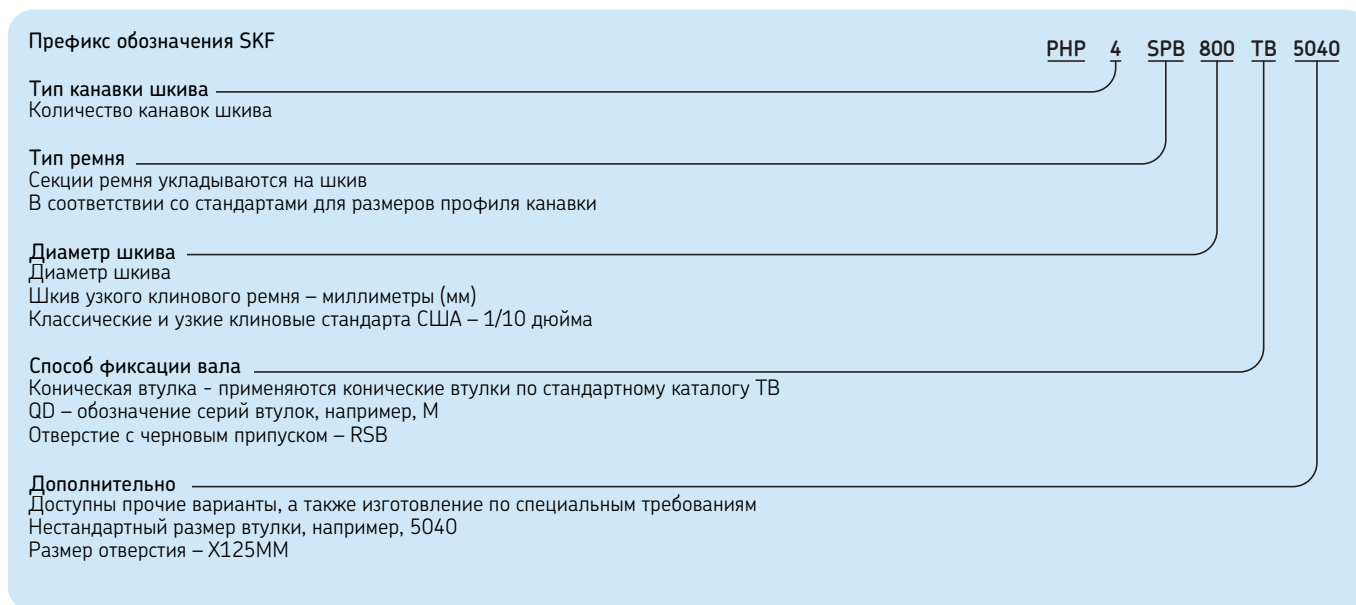 Префикс обозначения SKF
PHP 4 SPB 800 TB 5040
Тип канавки шкива
Количество канавок шкива
Тип ремня
Секции ремня укладываются на шкив
В соответствии со стандартами для размеров профиля канавки
Диаметр шкива
Диаметр шкива
Шкив узкого клинового ремня – миллиметры (мм)
Классические и узкие клиновые стандарта США – 1/10 дюйма
Способ фиксации вала
Коническая втулка - применяются конические втулки по стандартному каталогу ТВ
QD – обозначение серий втулок, например, М
Отверстие с черновым припуском – RSB
Дополнительно
Доступны прочие варианты, а также изготовление по специальным требованиям
Нестандартный размер втулки, например, 5040
Размер отверстия – X125MM